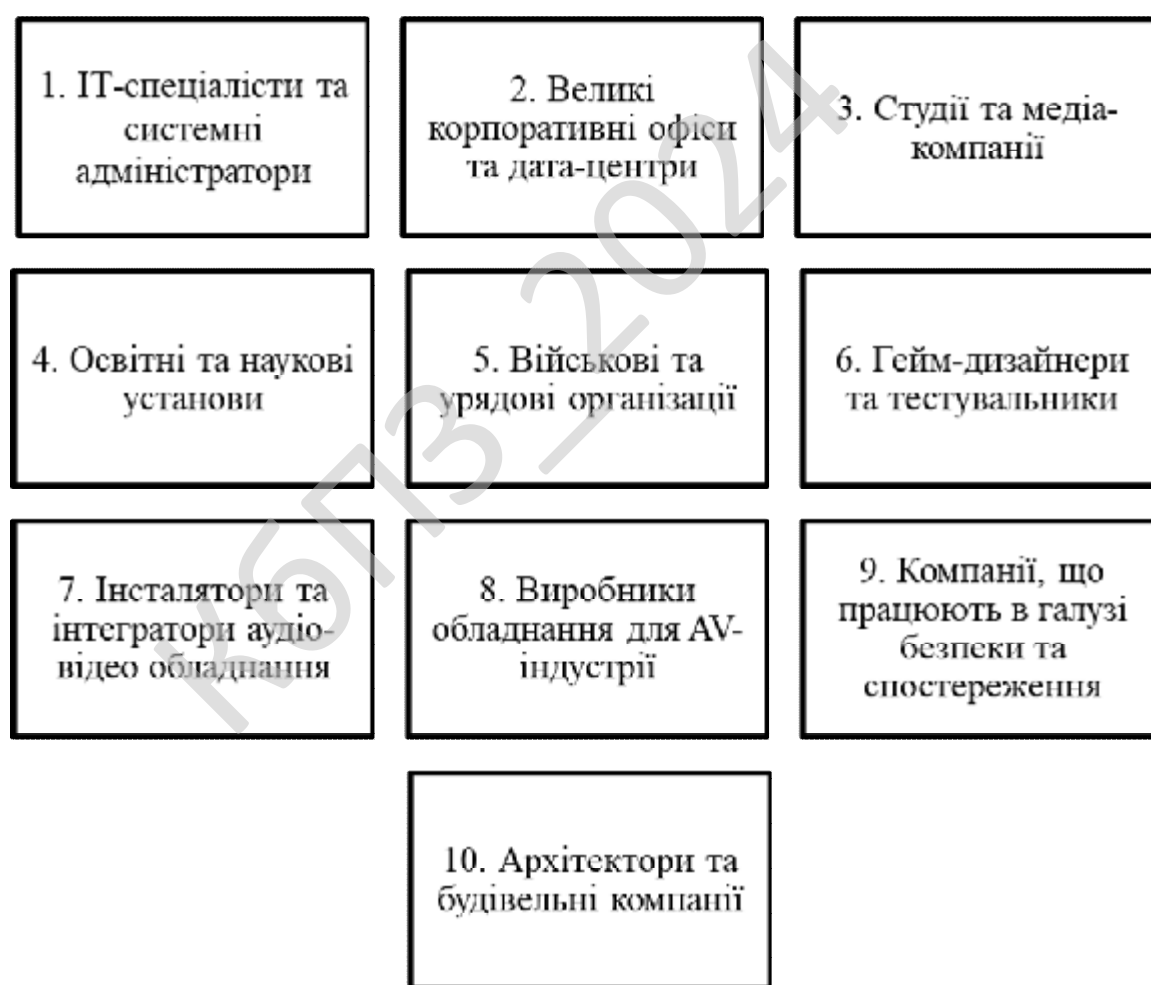 1. ІТ-спеціалісти та
системні
адміністратори
2. Великі
корпоративні офіси
та дата-центри
3. Студії та медіа-
компанії
4. Освітні та наукові
установи
5. Військові та
урядові організації
6. Гейм-дизайнери
та тестувальники
7. Інсталятори та
інтегратори аудіо-
відео обладнання
8. Виробники
обладнання для AV-
індустрії
9. Компанії, що
працюють в галузі
безпеки та
спостереження
10. Архітектори та
будівельні компанії
КбПЗ_2024